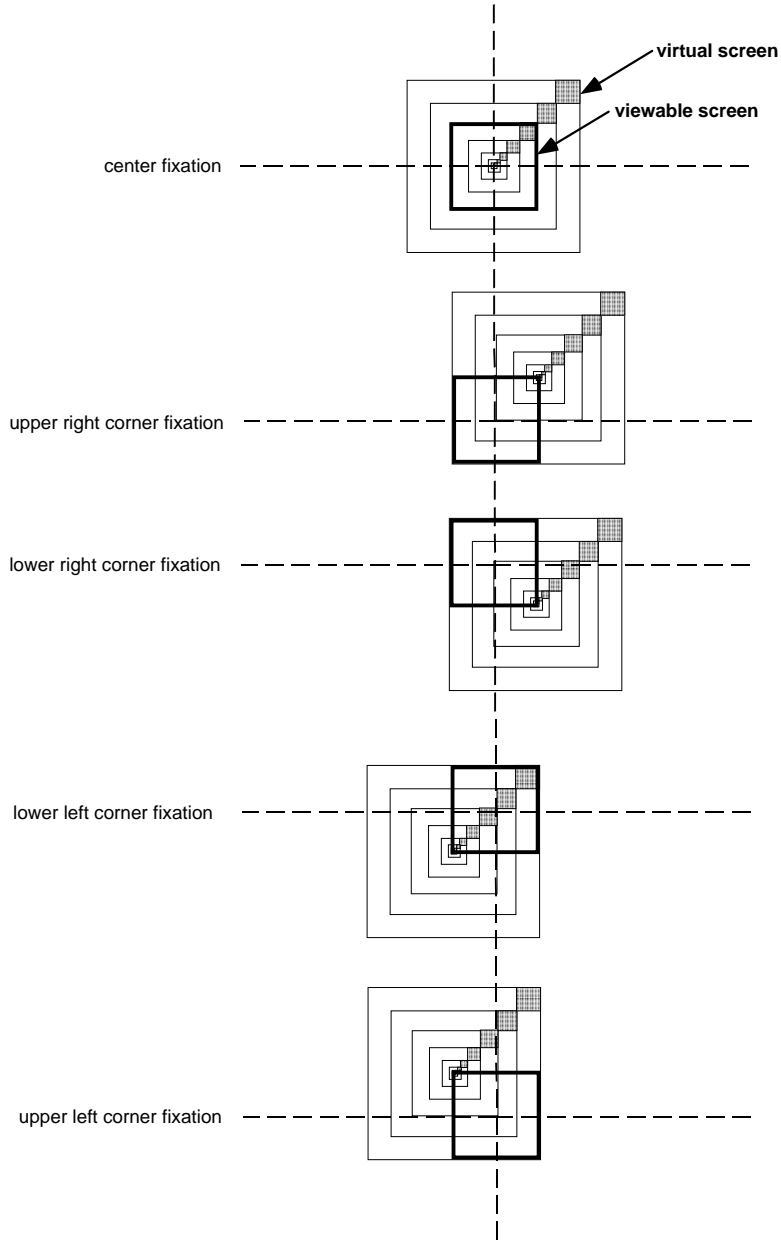 virtual screen
viewable screen
center fixation
upper right corner fixation
lower right corner fixation
lower left corner fixation
upper left corner fixation